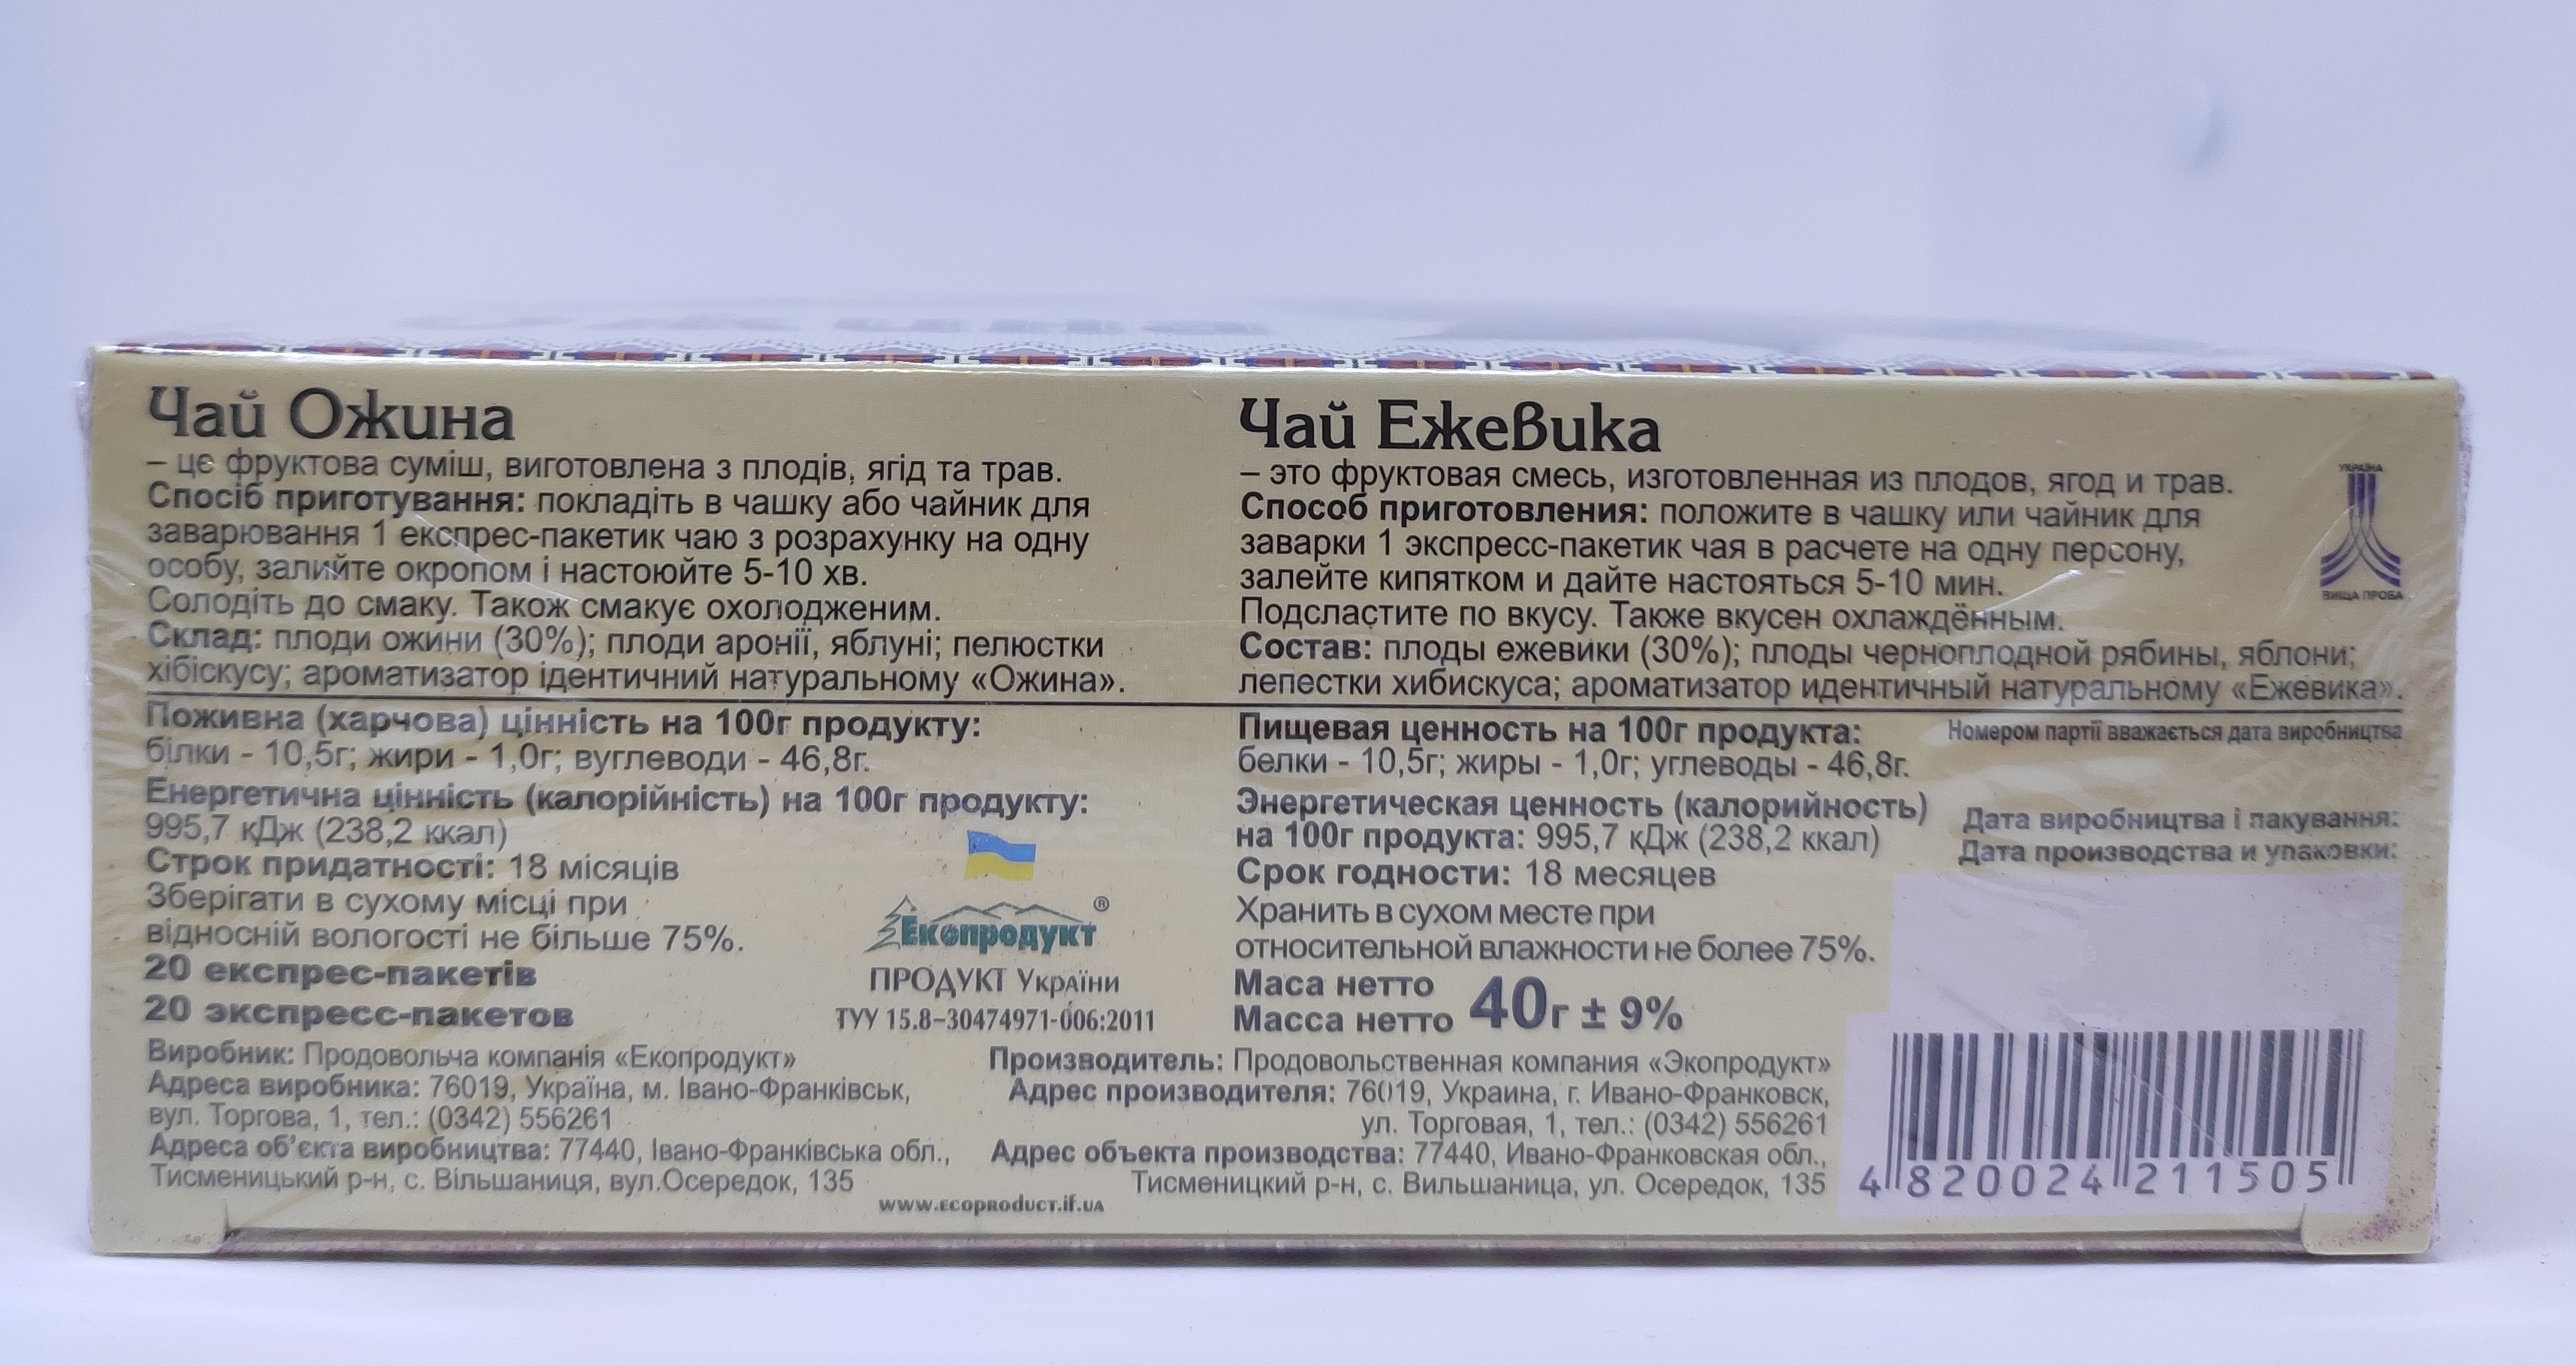 Чай Ожина
– це фруктова суміш, виготовлена з плодів, ягід та трав.
Спосіб приготування: покладіть в чашку або чайник для
заварювання 1 експрес-пакетик чаю з розрахунку на одну
особу, залийте окропом і настоюйте 5-10 хв.
Солодіть до смаку. Також смакує охолодженим.
Склад: плоди ожини (30%); плоди аронії, яблуні; пелюстки
хібіскусу; ароматизатор ідентичний натуральному «Ожина».
Поживна (харчова) цінність на 100г продукту:
білки - 10,5г; жири - 1,0г; вуглеводи - 46,8г.
Енергетична цінність (калорійність) на 100г продукту:
995,7 кДж (238,2 ккал)
Строк придатності: 18 місяців
Зберігати в сухому місці при
відносній вологості не більше 75%.
20 експрес-пакетів
20 экспресс-пакетов
Екопродукт®
ПРОДУКТ України
ТУУ 15.8–30474971-006:2011
Виробник: Продовольча компанія «Екопродукт»
Адреса виробника: 76019, Україна, м. Івано-Франківськ,
вул. Торгова, 1, тел.: (0342) 556261
Адреса об'єкта виробництва: 77440, Івано-Франківська обл.,
Тисменицький р-н, с. Вільшаниця, вул.Осередок, 135
www.ecoproduct.if.ua
Чай Ежевика
– это фруктовая смесь, изготовленная из плодов, ягод и трав.
Способ приготовления: положите в чашку или чайник для
заварки 1 экспресс-пакетик чая в расчете на одну персону,
залейте кипятком и дайте настояться 5-10 мин.
Подсластите по вкусу. Также вкусен охлаждённым.
Состав: плоды ежевики (30%); плоды черноплодной рябины, яблони;
лепестки хибискуса; ароматизатор идентичный натуральному «Ежевика».
УКРАЇНА
ВИЩА ПРОБА
Пищевая ценность на 100г продукта:
белки - 10,5г; жиры - 1,0г; углеводы - 46,8г.
Энергетическая ценность (калорийность)
на 100г продукта: 995,7 кДж (238,2 ккал)
Срок годности: 18 месяцев
Хранить в сухом месте при
относительной влажности не более 75%.
Маса нетто
Масса нетто 40г ± 9%
Производитель: Продовольственная компания «Экопродукт»
Адрес производителя: 76019, Украина, г. Ивано-Франковск,
ул. Торговая, 1, тел.: (0342) 556261
Адрес объекта производства: 77440, Ивано-Франковская обл.,
Тисменицкий р-н, с. Вильшаница, ул. Осередок, 135
Номером партії вважається дата виробництва
Дата виробництва і пакування:
Дата производства и упаковки:
4 820024 211505